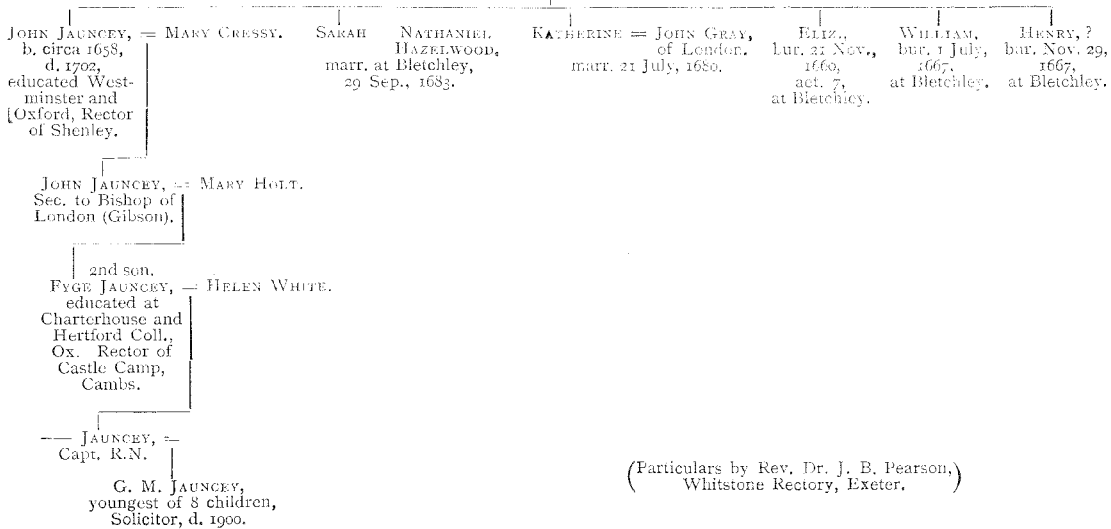 JOHN JAUNCEY, = MARY CRESSY.
b. circa 1658,
d. 1702,
educated West-
minster and
[Oxford, Rector
of Shenley.
SARAH NATHANIEL
HAZELWOOD,
marr. at Bletchley,
29 Sep., 1683.
KATHERINE = JOHN GRAY,
of London.
marr. 21 July, 1680.
ELIZ.,
bur. 21 Nov.,
1660,
aet. 7,
at Bletchley.
WILLIAM,
bur. 1 July,
1667,
at Bletchley.
HENRY, ?
bur. Nov. 29,
1667,
at Bletchley.
JOHN JAUNCEY, = MARY HOLT.
Sec. to Bishop of
London (Gibson).
2nd son.
FYGE JAUNCEY, = HELEN WHITE.
educated at
Charterhouse and
Hertford Coll.,
Ox. Rector of
Castle Camp,
Cambs.
—— JAUNCEY, =
Capt. R.N.
G. M. JAUNCEY,
youngest of 8 children,
Solicitor, d. 1900.
(Particulars by Rev. Dr. J. B. Pearson,)
Whitstone Rectory, Exeter.